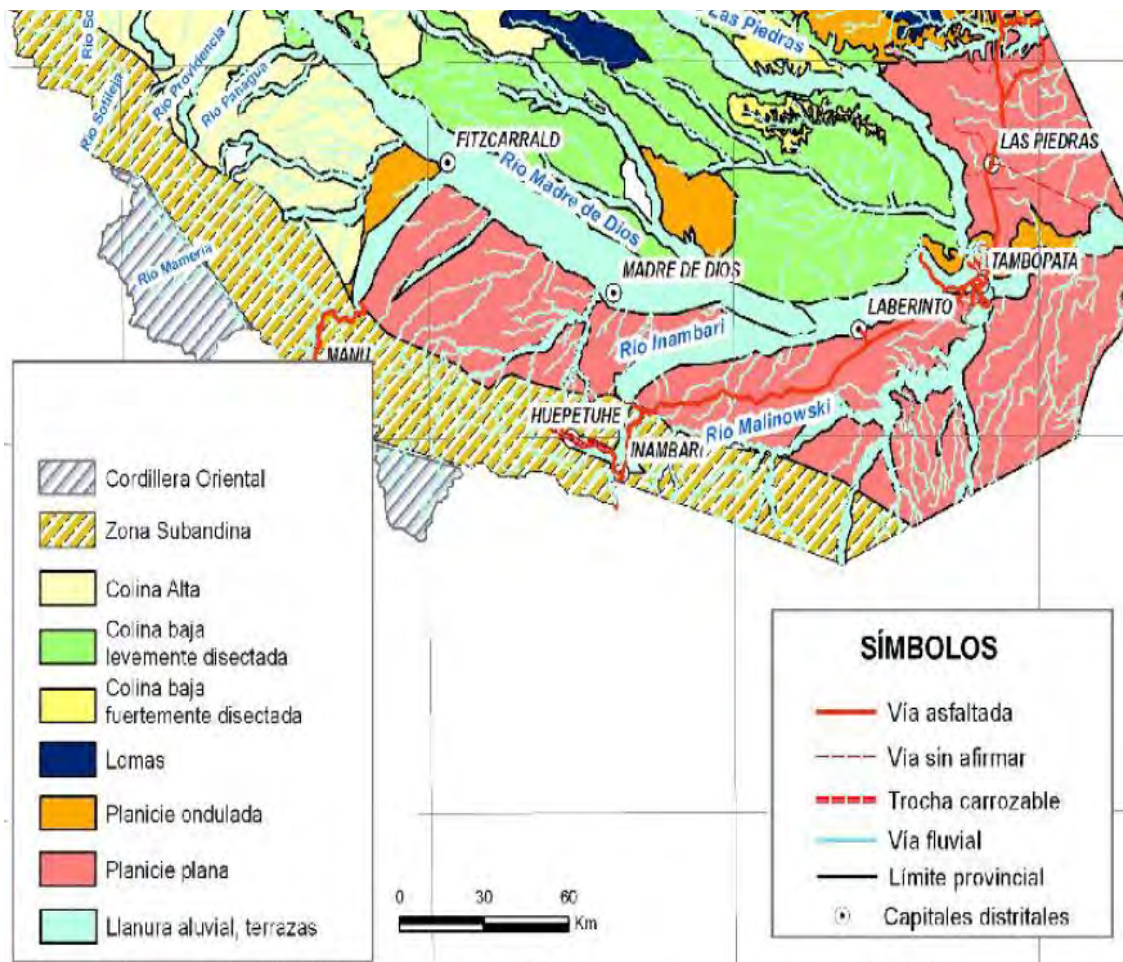 Las Piedras
Río Providencia
Río Sotileja
Río Pahagua
FITZCARRALD
LAS PIEDRAS
Río Madre de Dios
Río Mameria
MADRE DE DIOS
TAMBOPATA
LABERINTO
Río Inambari
MANU
HUEPETUHE
Río Malinowski
INAMBARI
Cordillera Oriental
Zona Subandina
Colina Alta
Colina baja
levemente disectada
Colina baja
fuertemente disectada
Lomas
Planicie ondulada
Planicie plana
Llanura aluvial, terrazas
0 30 60
Km
SÍMBOLOS
Vía asfaltada
Via sin afirmar
Trocha carrozable
Vía fluvial
Límite provincial
Capitales distritales